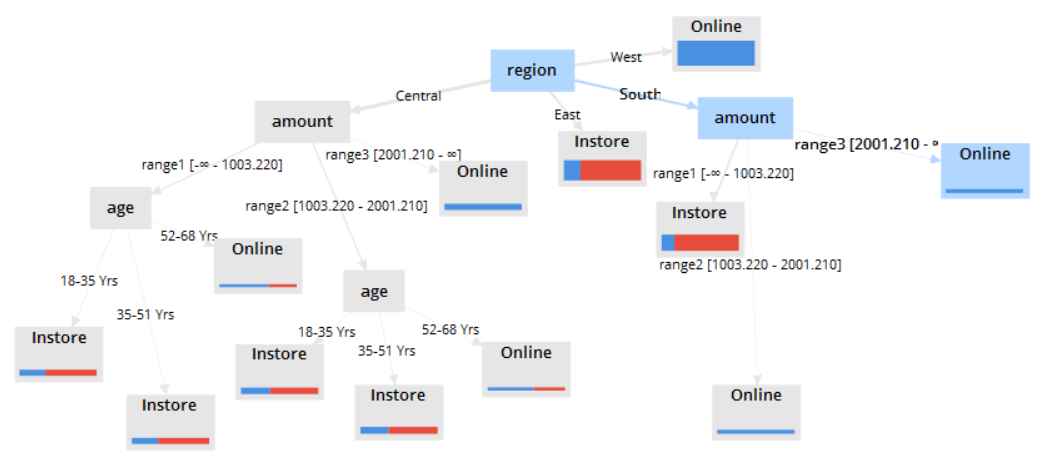 Online
West
region
South
Central
amount
amount
East
Instore
range3 [2001.210 - ∞]
range3 [2001.210 - ∞
Online
range1 [-∞ - 1003.220]
Online
range1 [-∞ - 1003.220]
age
range2 [1003.220 - 2001.210]
Instore
52-68 Yrs
Online
range2 [1003.220 - 2001.210]
18-35 Yrs
age
35-51 Yrs
18-35 Yrs
52-68 Yrs
Instore
35-51 Yrs
Instore
Online
Instore
Instore
Online